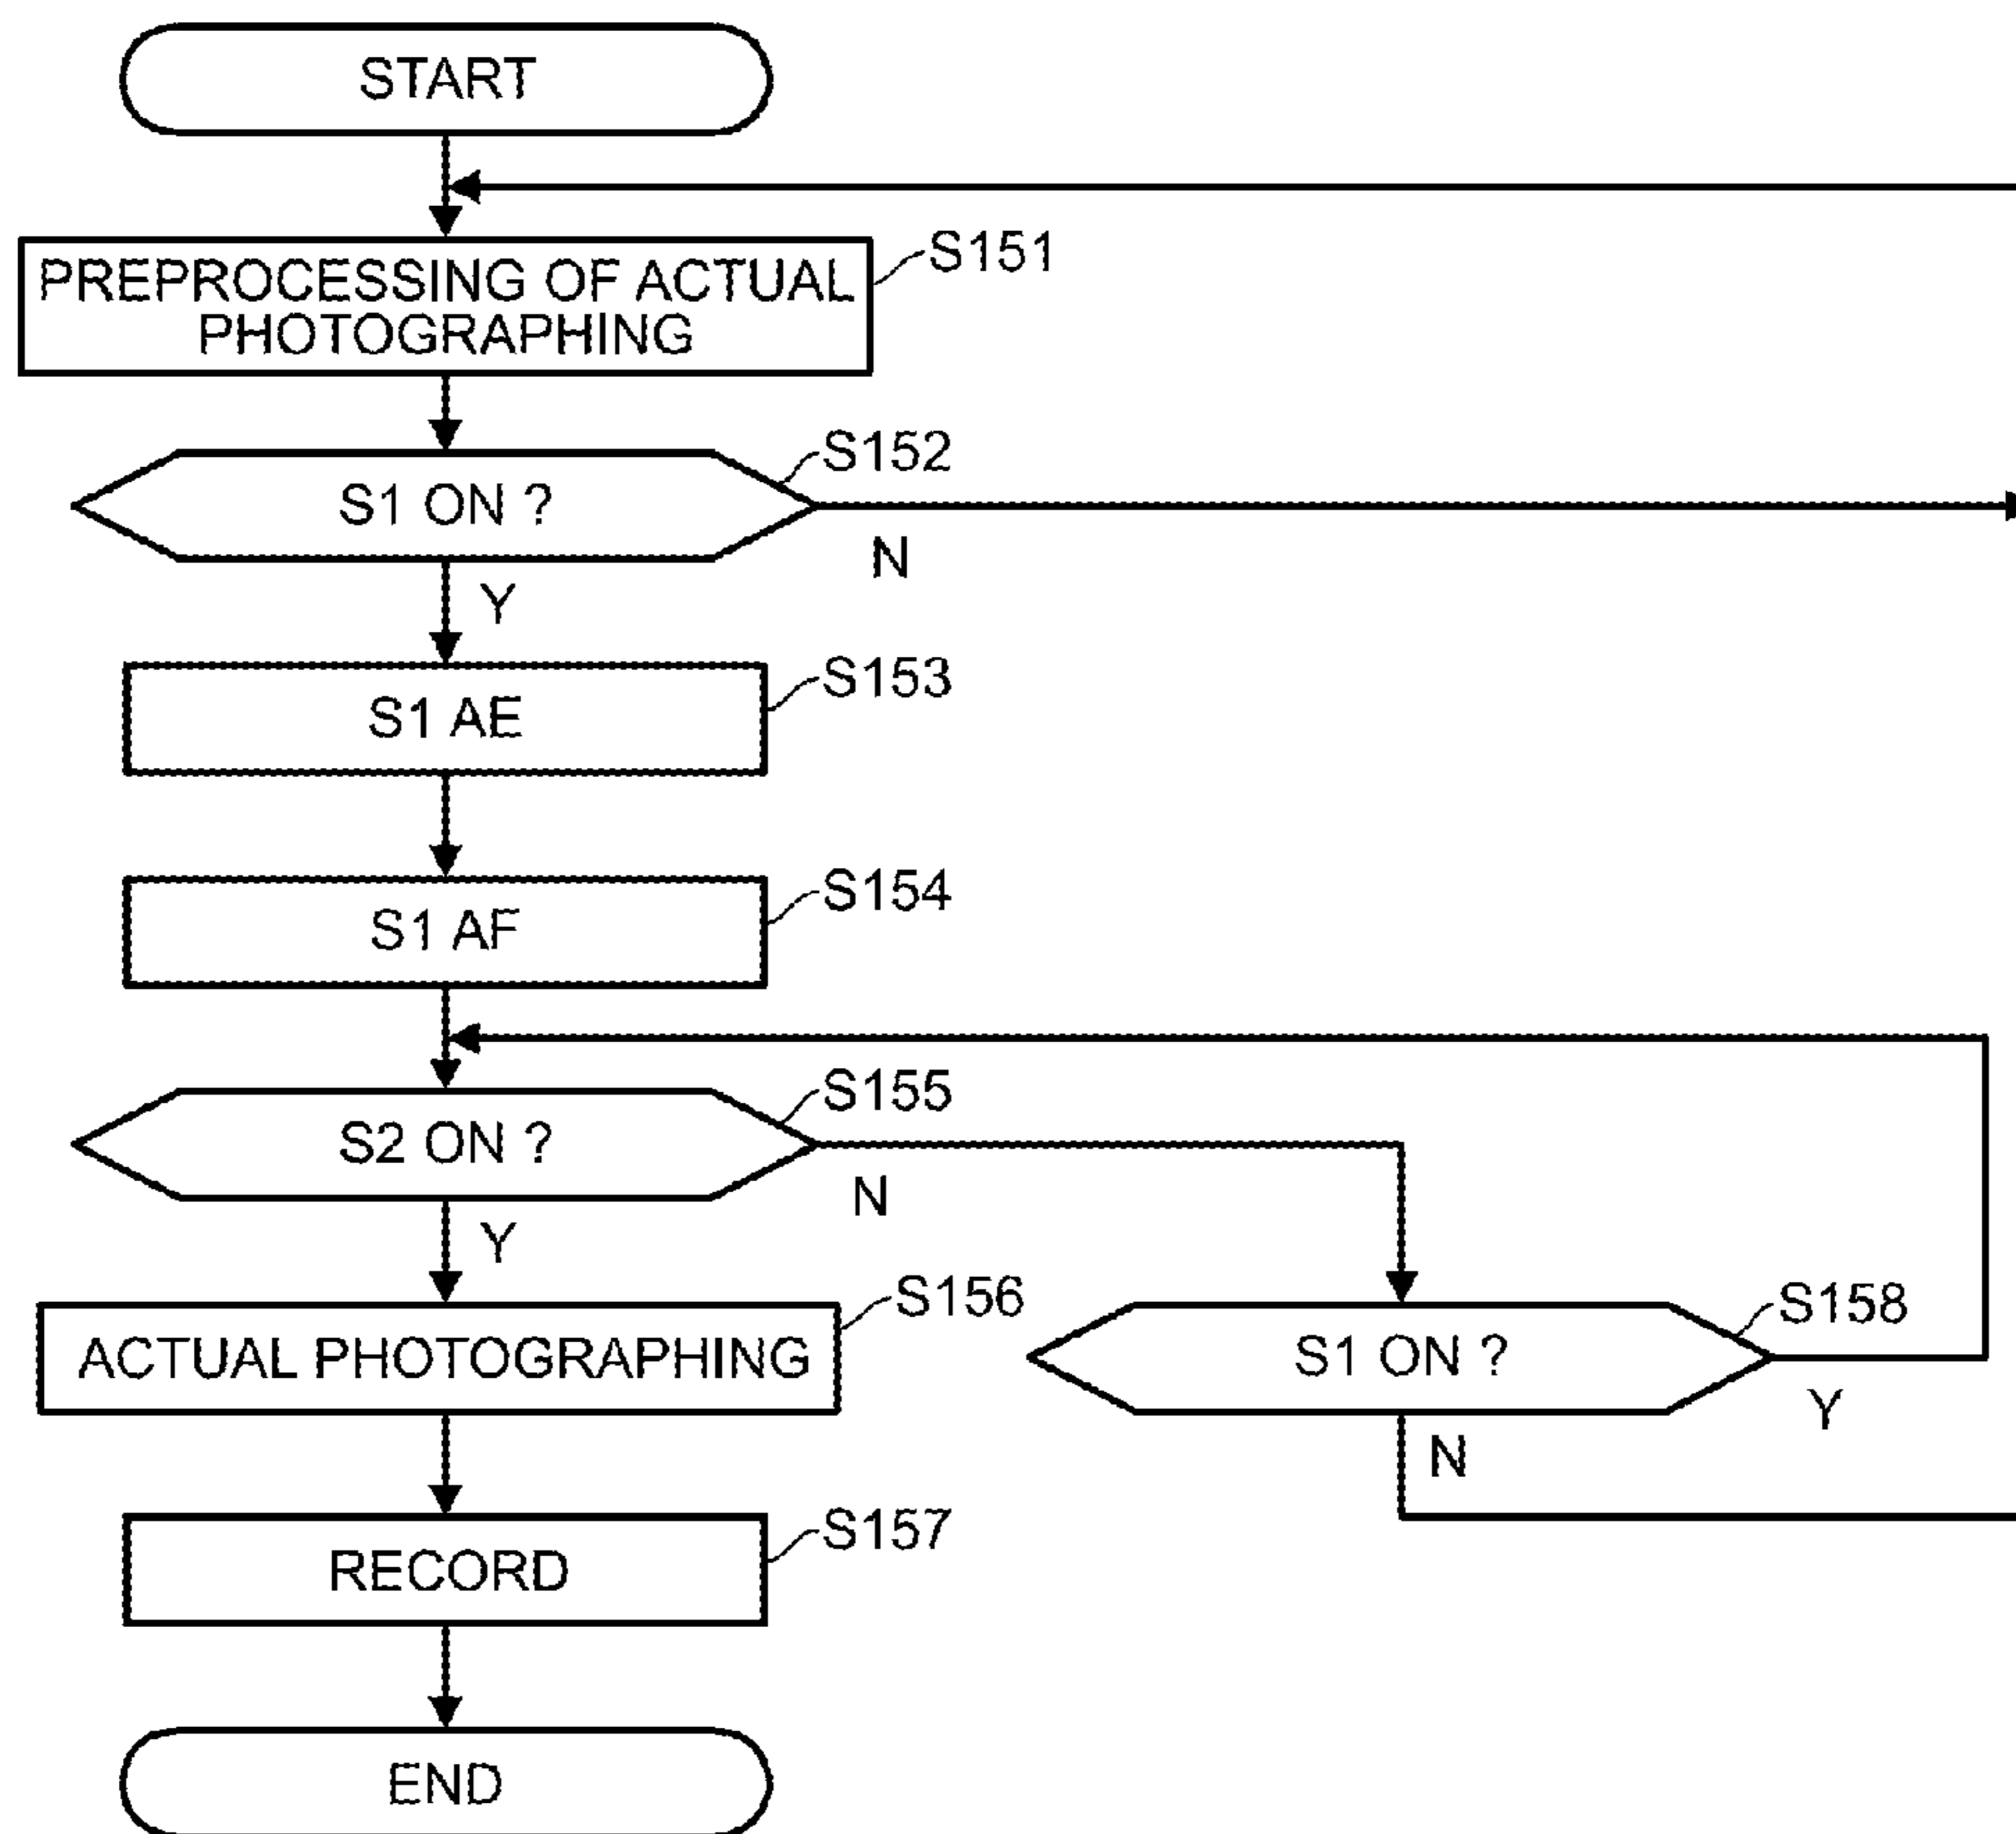 START
S151
PREPROCESSING OF ACTUAL
PHOTOGRAPHING
S152
S1 ON ?
N
Y
S153
S1 AE
S154
S1 AF
S155
S2 ON ?
N
Y
S156
ACTUAL PHOTOGRAPHING
S158
S1 ON ?
Y
N
S157
RECORD
END